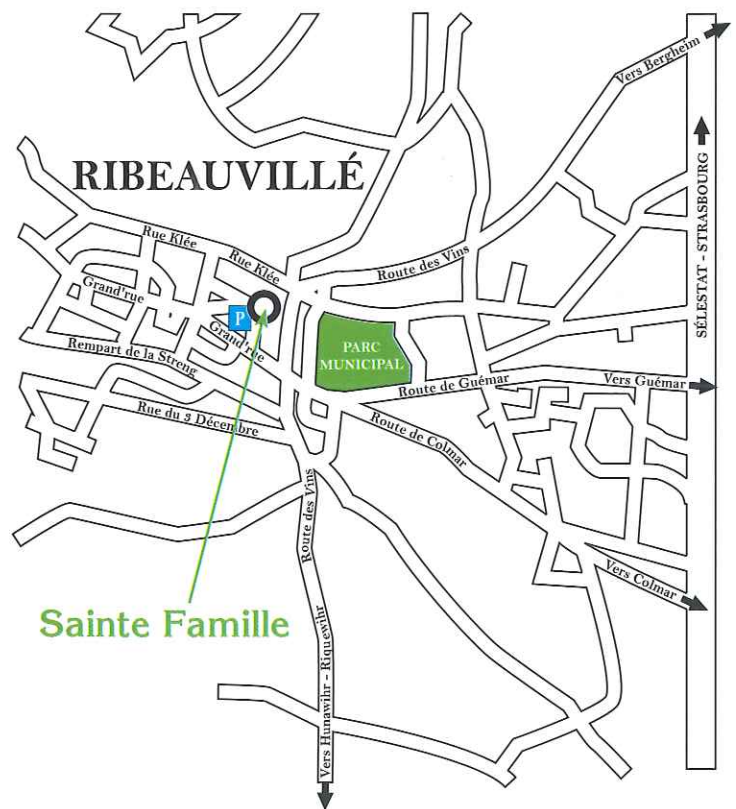 Vers Bergheim
SÉLESTAT - STRASBOURG
RIBEAUVILLÉ
Rue Klée
Rue Klée
Route des Vins
Grand'rue
P
Grand'rue
PARC
MUNICIPAL
Rempart de la Streng
Route de Guémar
Vers Guémar
Rue du 3 Décembre
Route de Colmar
Route des Vins
Vers Colmar
Sainte Famille
Vers Hunawihr - Riquewihr